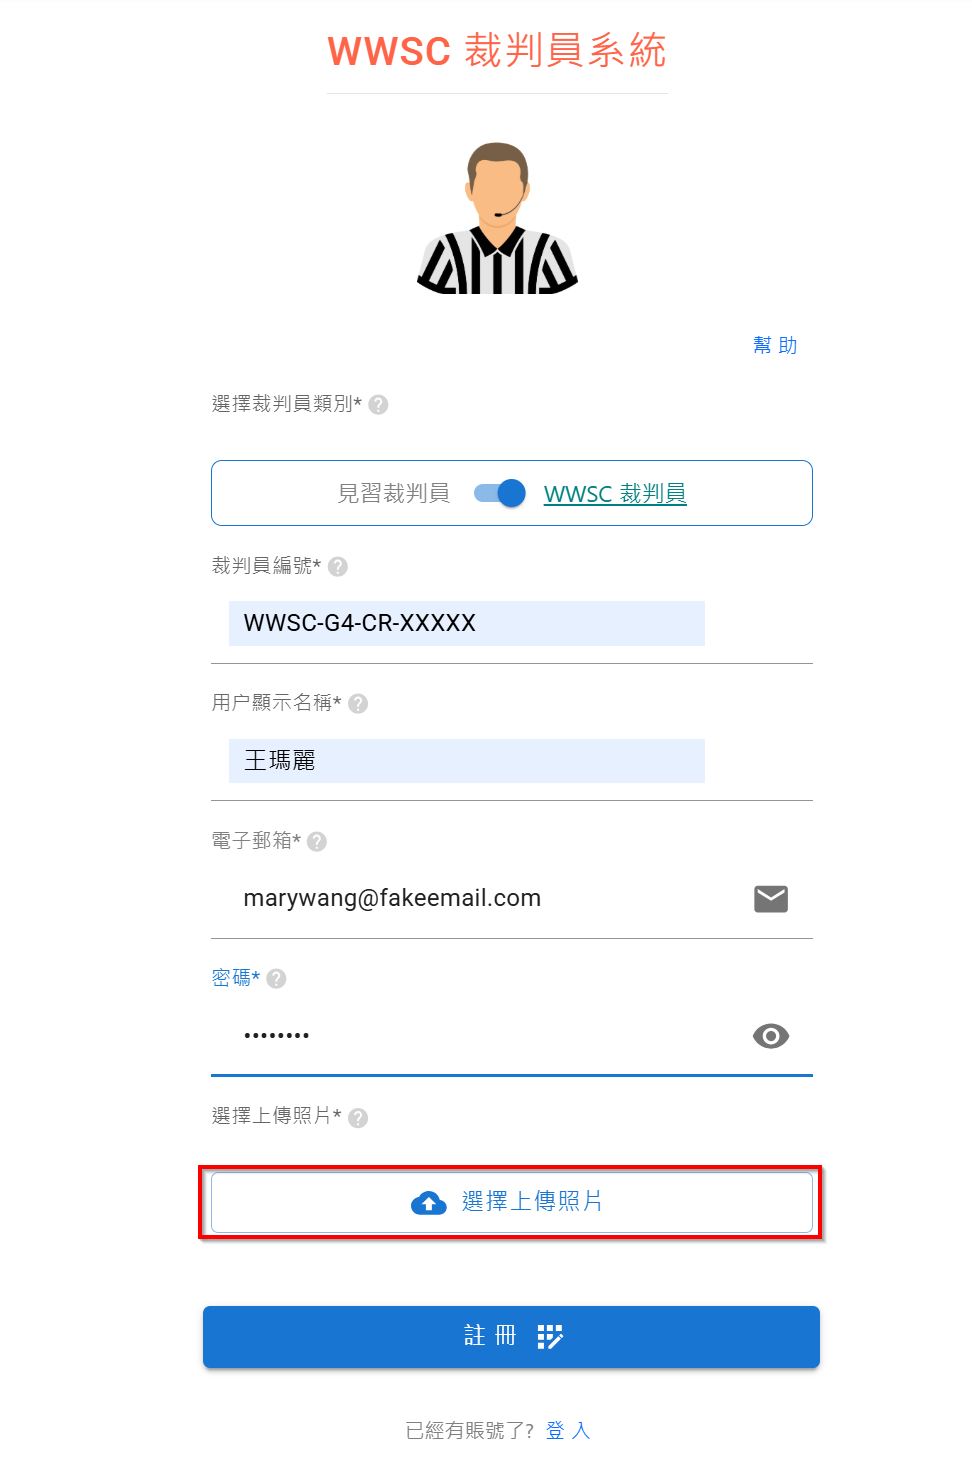 WWSC 裁判員系統
幫 助
選擇裁判員類別* ?
見習裁判員 WWSC 裁判員
裁判員編號* ?
WWSC-G4-CR-XXXXX
用户顯示名稱* ?
王瑪麗
電子郵箱* ?
marywang@fakeemail.com
密碼* ?
••••••••
選擇上傳照片* ?
選擇上傳照片
註 冊
已經有賬號了? 登 入